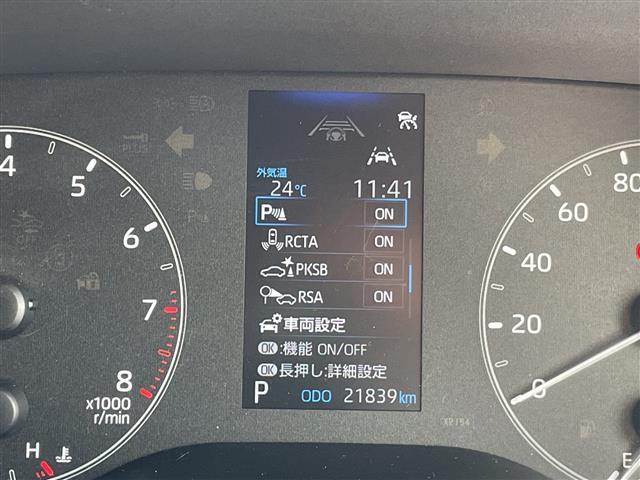 外気温
24℃ 11:41
P ON
RCTA ON
PKSB ON
RSA ON
車両設定
OK:機能 ON/OFF
OK長押し:詳細設定
P ODO 21839km
4
5
6
7
8
x1000
r/min
H
0
20
40
60
80
E